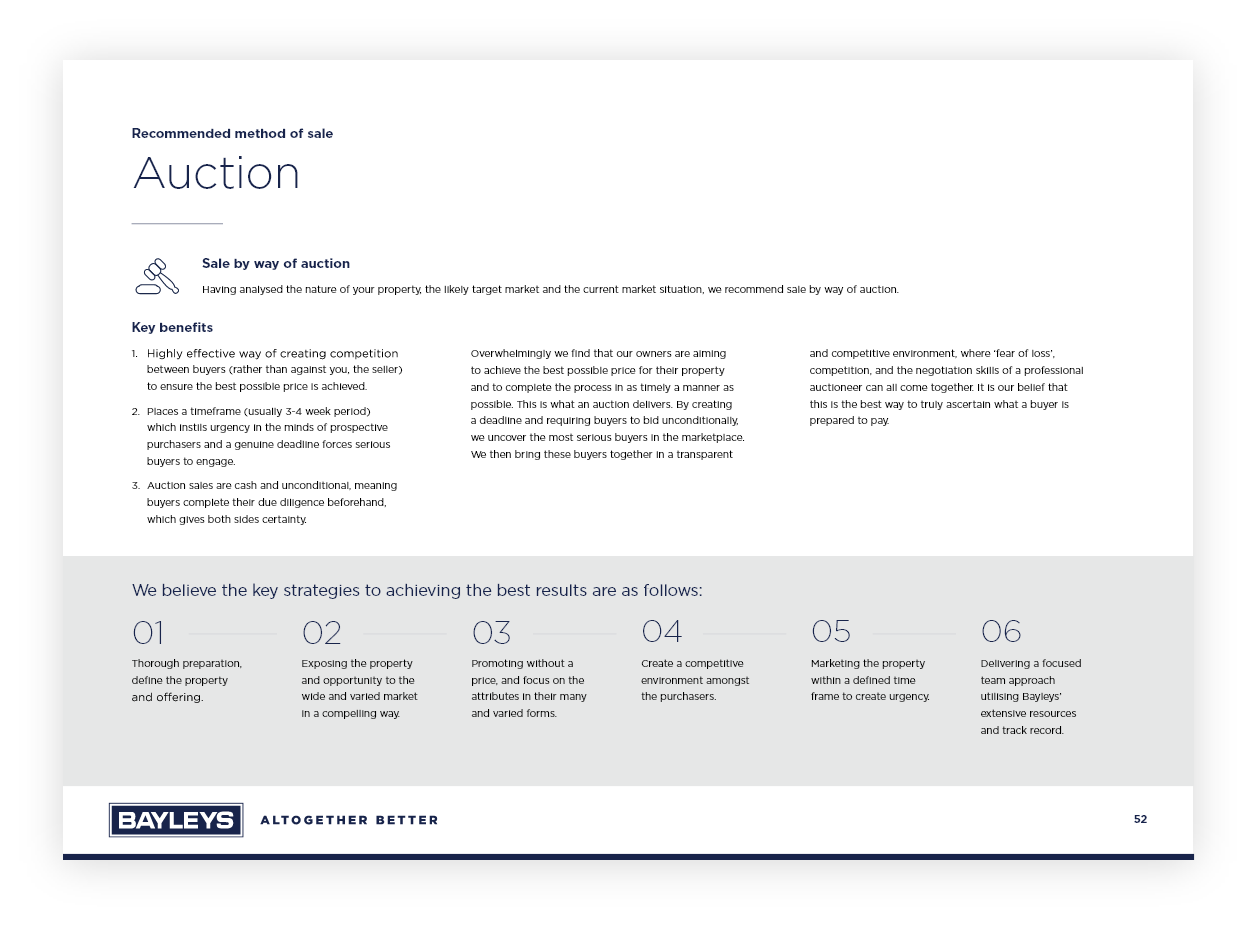 Recommended method of sale
Auction
Sale by way of auction
Having analysed the nature of your property, the likely target market and the current market situation, we recommend sale by way of auction.
Key benefits
1. Highly effective way of creating competition
between buyers (rather than against you, the seller)
to ensure the best possible price is achieved.
2. Places a timeframe (usually 3-4 week period)
which instils urgency in the minds of prospective
purchasers and a genuine deadline forces serious
buyers to engage.
3. Auction sales are cash and unconditional, meaning
buyers complete their due diligence beforehand,
which gives both sides certainty.
Overwhelmingly we find that our owners are aiming
to achieve the best possible price for their property
and to complete the process in as timely a manner as
possible. This is what an auction delivers. By creating
a deadline and requiring buyers to bid unconditionally,
we uncover the most serious buyers in the marketplace.
We then bring these buyers together in a transparent
and competitive environment, where 'fear of loss',
competition, and the negotiation skills of a professional
auctioneer can all come together. It is our belief that
this is the best way to truly ascertain what a buyer is
prepared to pay.
We believe the key strategies to achieving the best results are as follows:
01
Thorough preparation,
define the property
and offering.
02
Exposing the property
and opportunity to the
wide and varied market
in a compelling way.
03
Promoting without a
price, and focus on the
attributes in their many
and varied forms.
04
Create a competitive
environment amongst
the purchasers.
05
Marketing the property
within a defined time
frame to create urgency.
06
Delivering a focused
team approach
utilising Bayleys'
extensive resources
and track record.
BAYLEYS
ALTOGETHER BETTER
52